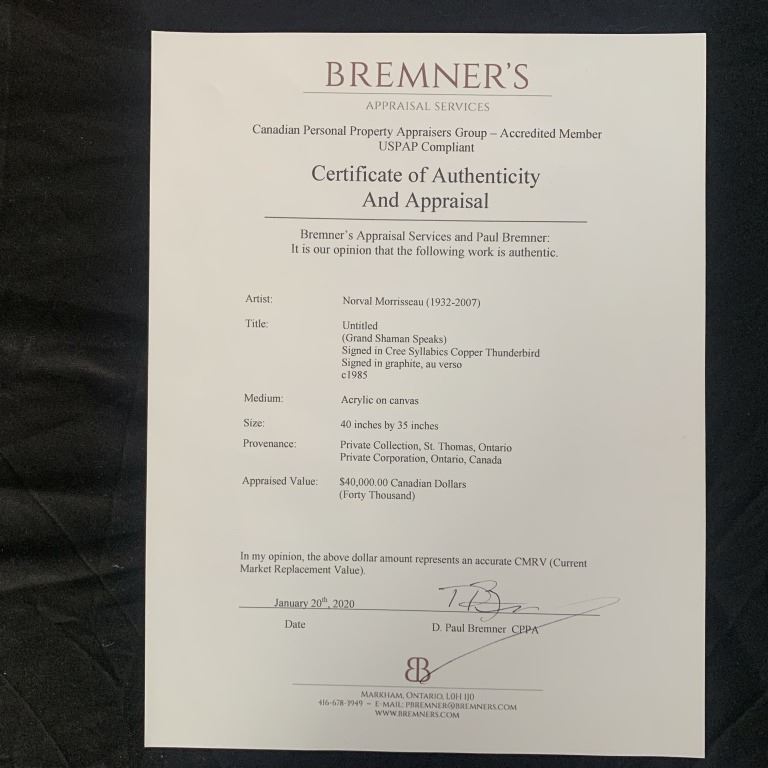 BREMNER'S
APPRAISAL SERVICES
Canadian Personal Property Appraisers Group – Accredited Member
USPAP Compliant
Certificate of Authenticity
And Appraisal
Bremner's Appraisal Services and Paul Bremner:
It is our opinion that the following work is authentic.
Artist: Norval Morrisseau (1932-2007)
Title: Untitled
(Grand Shaman Speaks)
Signed in Cree Syllabics Copper Thunderbird
Signed in graphite, au verso
c1985
Medium: Acrylic on canvas
Size: 40 inches by 35 inches
Provenance: Private Collection, St. Thomas, Ontario
Private Corporation, Ontario, Canada
Appraised Value: $40,000.00 Canadian Dollars
(Forty Thousand)
In my opinion, the above dollar amount represents an accurate CMRV (Current
Market Replacement Value).
January 20th, 2020
Date D. Paul Bremner CPPA
MARKHAM, ONTARIO, L0H 1J0
416-678-3949 – E-MAIL: PBREMNER@BREMNERS.COM
WWW.BREMNERS.COM